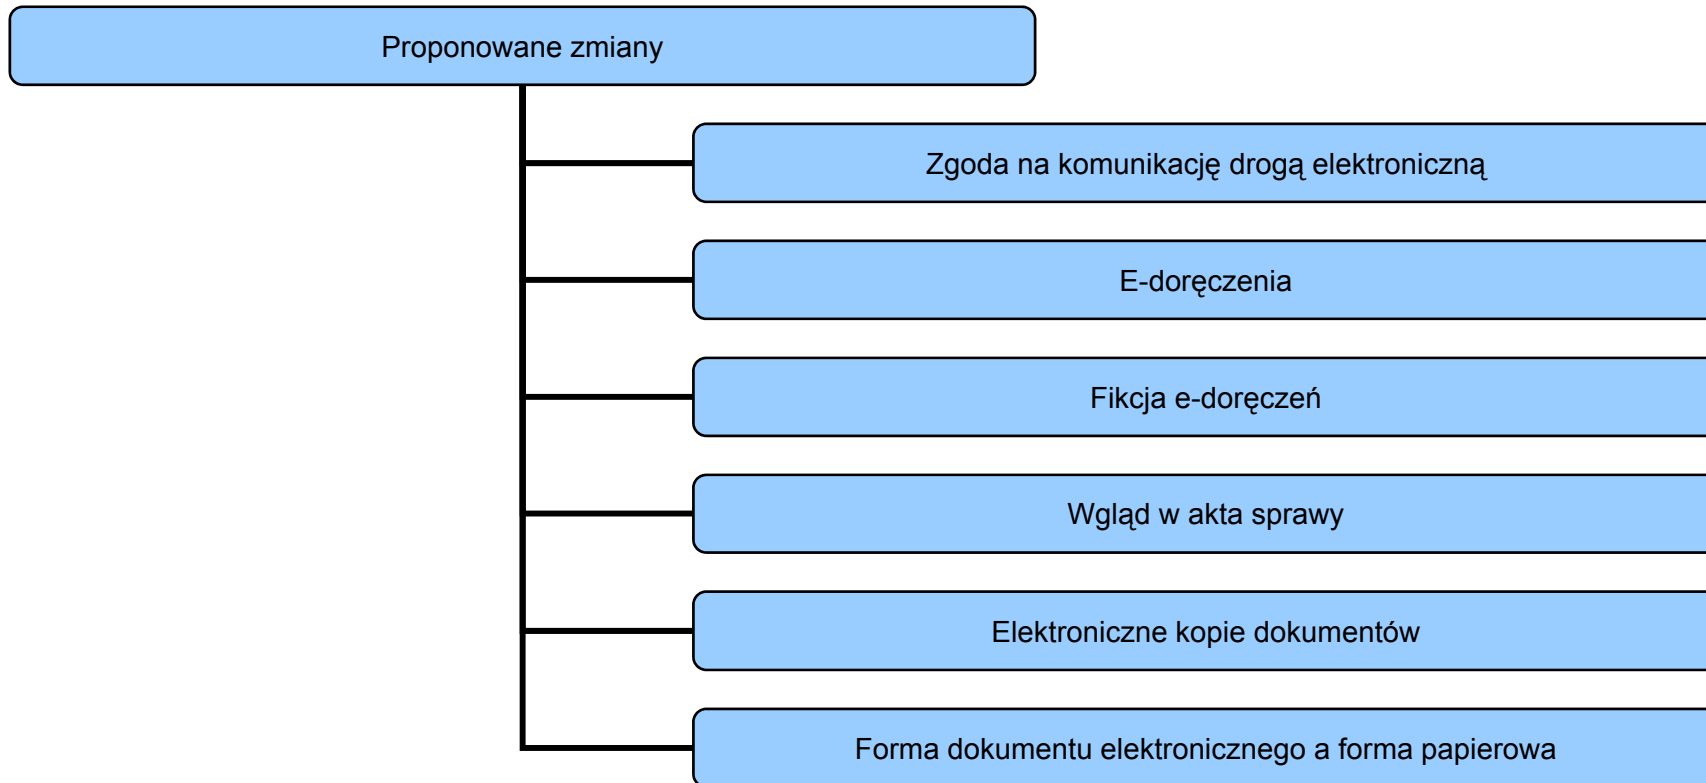 Proponowane zmiany
Zgoda na komunikację drogą elektroniczną
E-doręczenia
Fikcja e-doręczeń
Wgląd w akta sprawy
Elektroniczne kopie dokumentów
Forma dokumentu elektronicznego a forma papierowa